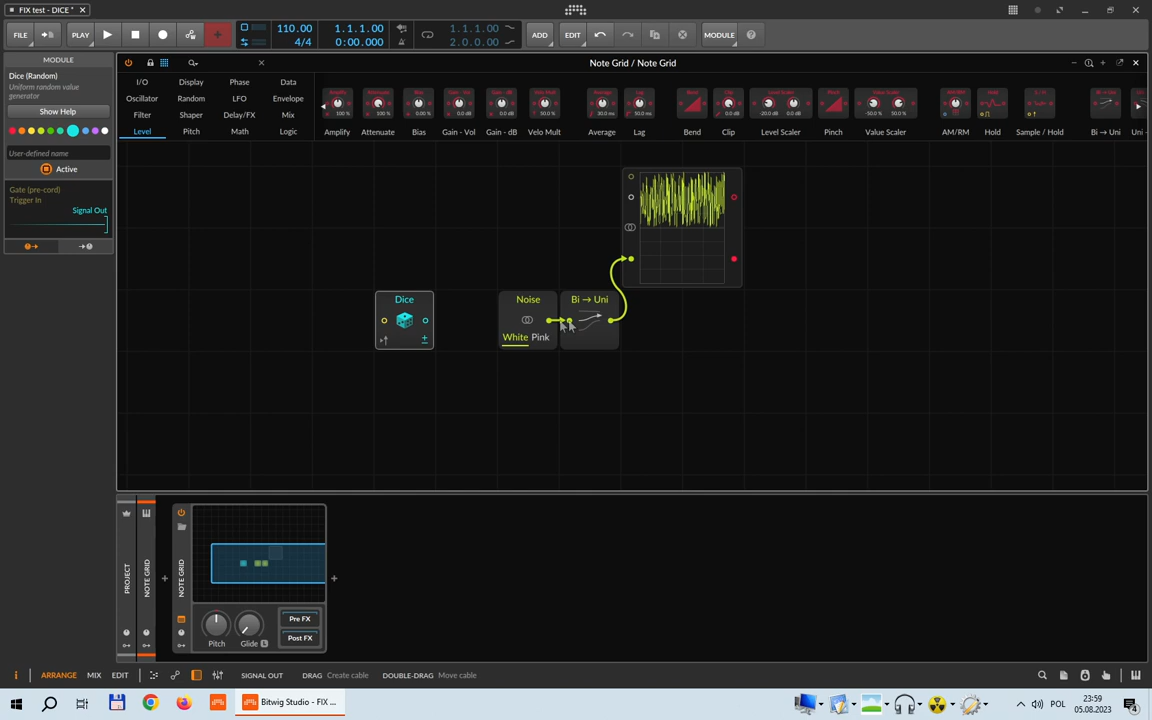 FIX test - DICE * ×
FILE
PLAY
110.00
4/4
1.1.1.00
0:00.000
1.1.1.00
2.0.0.00
ADD
EDIT
MODULE
?
MODULE
Dice (Random)
Uniform random value
generator
Show Help
User-defined name
Active
Gate (pre-cord)
Trigger In
Signal Out
Note Grid / Note Grid
I/O
Display
Phase
Data
Oscillator
Random
LFO
Envelope
Filter
Shaper
Delay/FX
Mix
Level
Pitch
Math
Logic
Amplify
Attenuate
Bias
Gain - Vol
Gain - dB
Velo Mult
Average
Lag
Bend
Clip
Level Scaler
Pinch
Value Scaler
AM/RM
Hold
Sample / Hold
Bi → Uni
Uni -
Dice
Noise
White Pink
Bi → Uni
PROJECT
NOTE GRID
NOTE GRID
Pitch
Glide L
Pre FX
Post FX
i
ARRANGE
MIX
EDIT
SIGNAL OUT
DRAG Create cable
DOUBLE-DRAG Move cable
Bitwig Studio - FIX ...
POL
23:59
05.08.2023
4